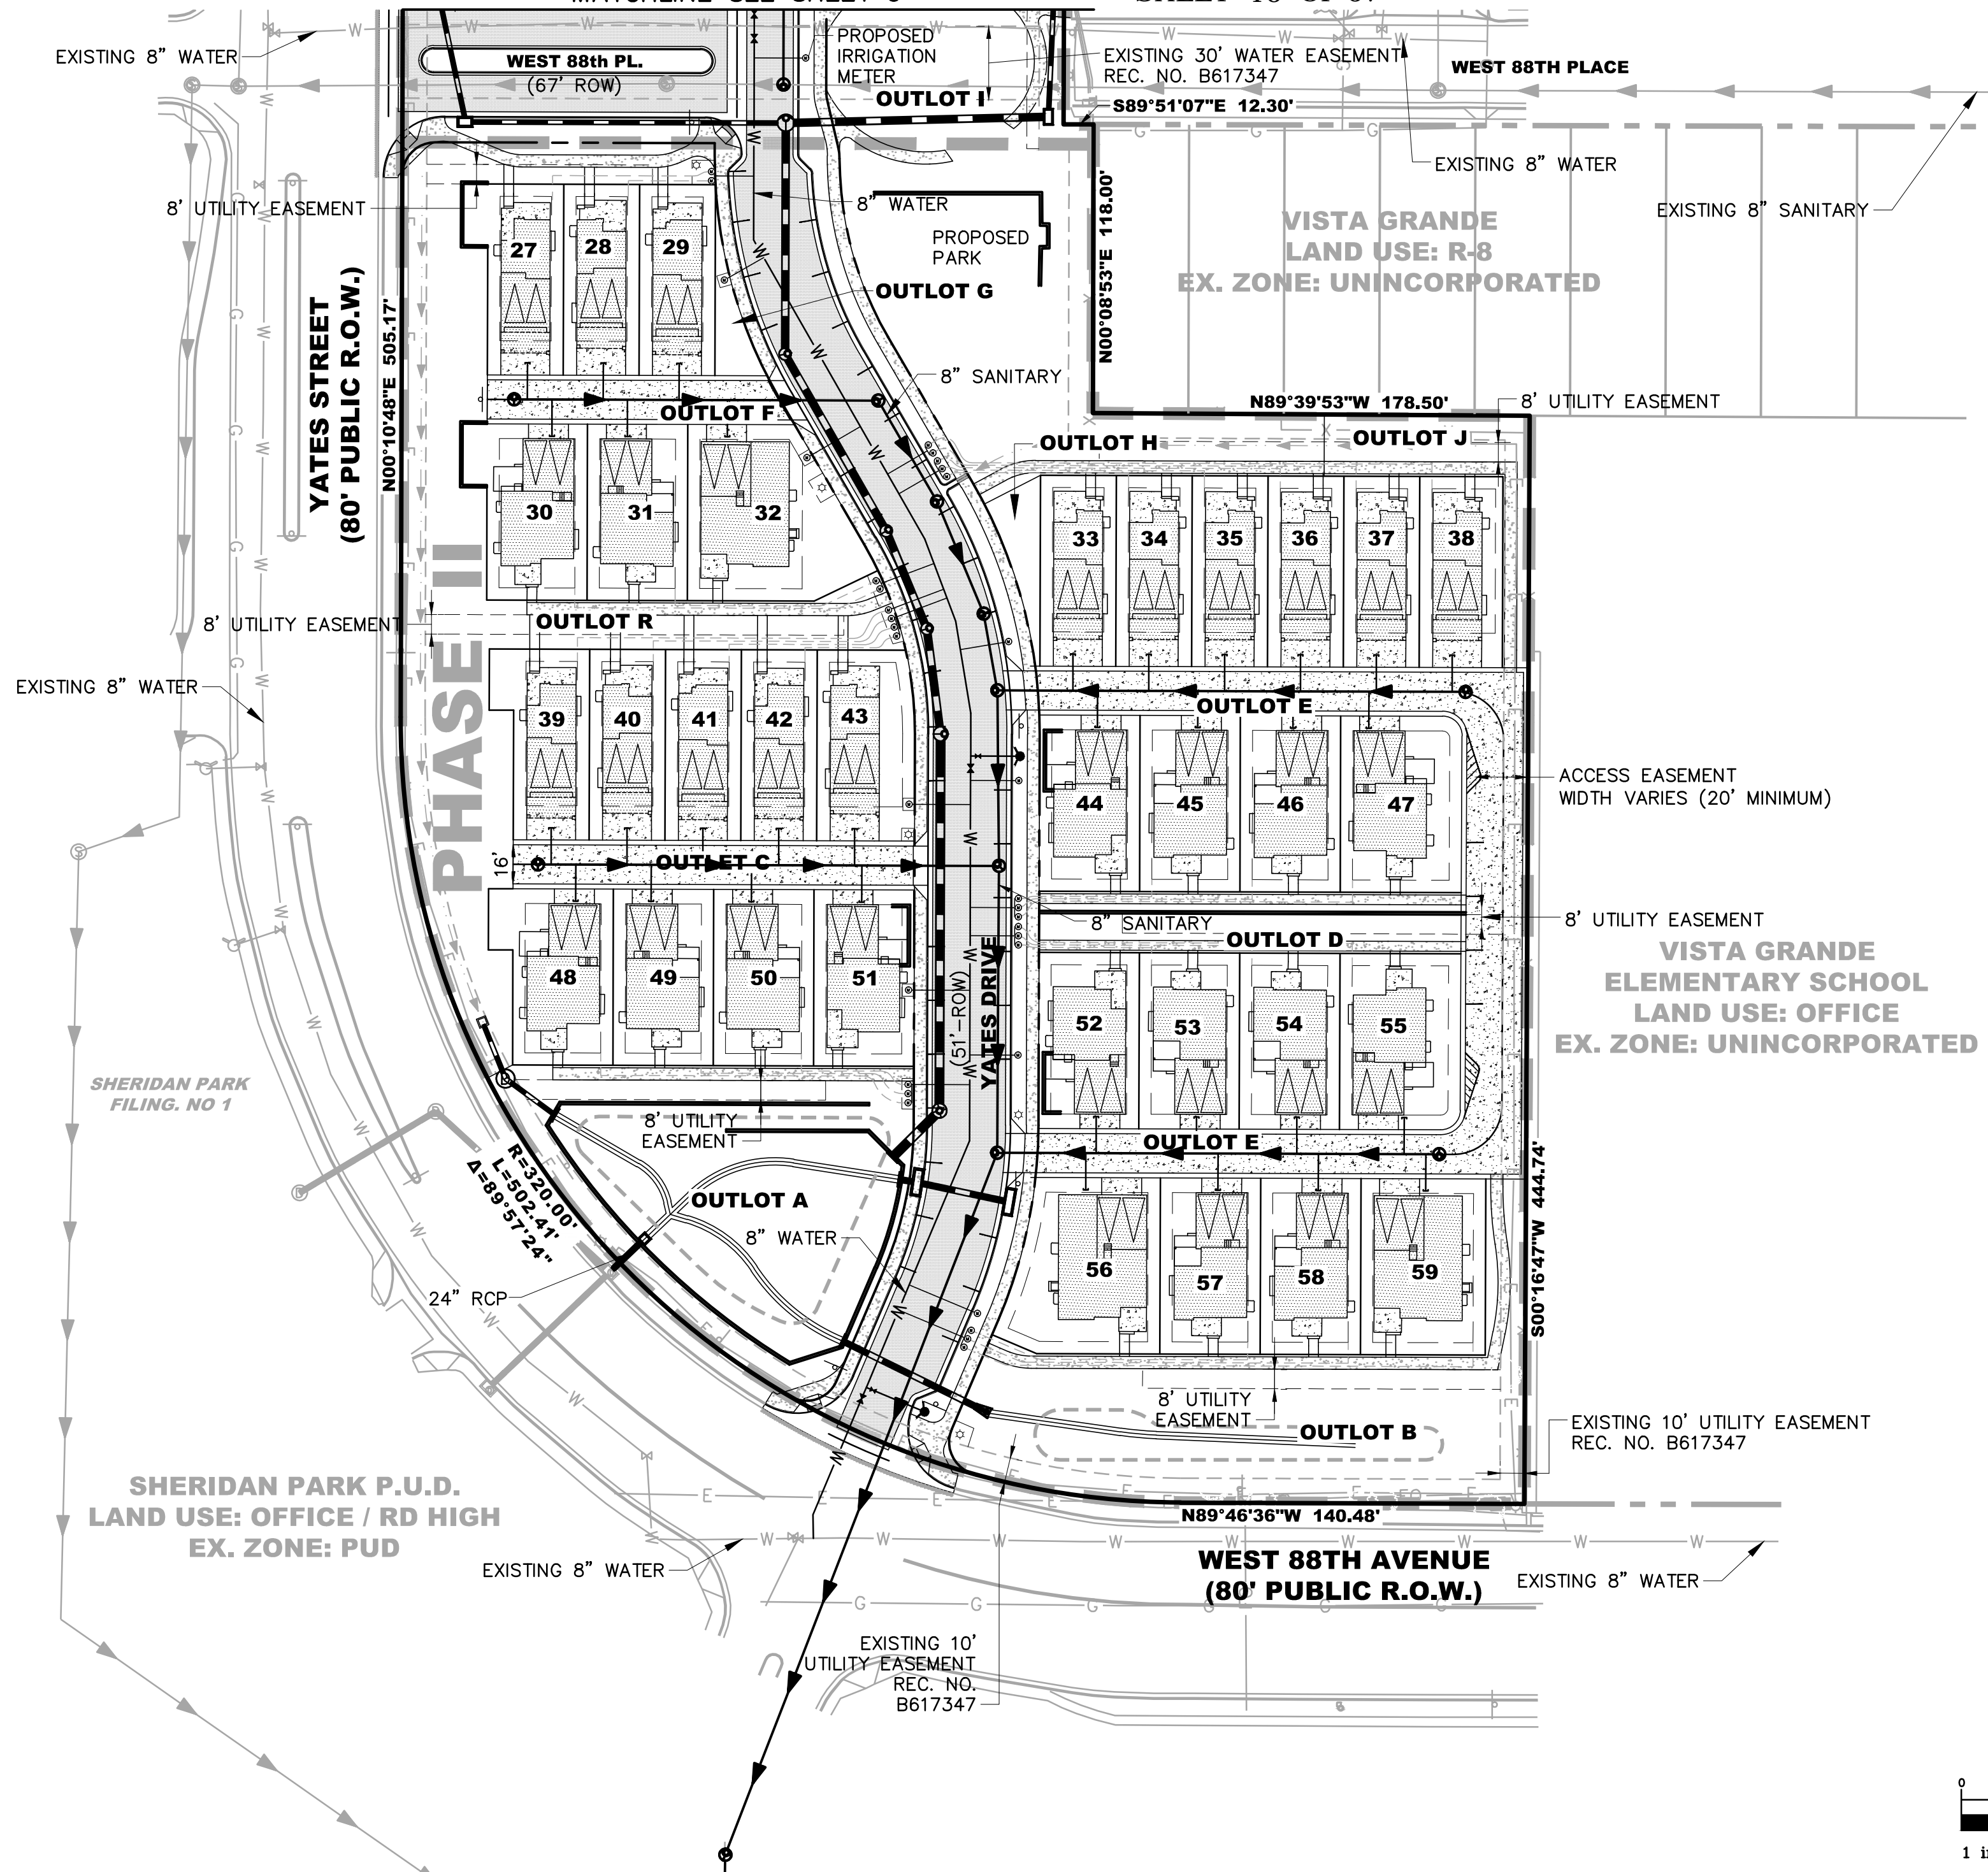 EXISTING 8" WATER
WEST 88th PL.
(67' ROW)
PROPOSED
IRRIGATION
METER
EXISTING 30' WATER EASEMENT
REC. NO. B617347
WEST 88TH PLACE
OUTLOT I
S89°51'07"E 12.30'
EXISTING 8" WATER
8' UTILITY EASEMENT
8" WATER
EXISTING 8" SANITARY
PROPOSED
PARK
N00°08'53"E 118.00'
VISTA GRANDE
LAND USE: R-8
EX. ZONE: UNINCORPORATED
27
28
29
OUTLOT G
YATES STREET
(80' PUBLIC R.O.W.)
N00°10'48"E 505.17'
8" SANITARY
OUTLOT F
N89°39'53"W 178.50'
8' UTILITY EASEMENT
OUTLOT H
OUTLOT J
30
31
32
33
34
35
36
37
38
PHASE II
8' UTILITY EASEMENT
OUTLOT R
EXISTING 8" WATER
39
40
41
42
43
OUTLOT E
44
45
46
47
ACCESS EASEMENT
WIDTH VARIES (20' MINIMUM)
16'
OUTLET C
8" SANITARY
8' UTILITY EASEMENT
OUTLOT D
48
49
50
51
YATES DRIVE
(51'-ROW)
52
53
54
55
VISTA GRANDE
ELEMENTARY SCHOOL
LAND USE: OFFICE
EX. ZONE: UNINCORPORATED
SHERIDAN PARK
FILING. NO 1
8' UTILITY
EASEMENT
OUTLOT E
R=320.00'
L=502.41'
Δ=89°57'24"
OUTLOT A
8" WATER
24" RCP
56
57
58
59
S00°16'47"W 444.74'
8' UTILITY
EASEMENT
OUTLOT B
EXISTING 10' UTILITY EASEMENT
REC. NO. B617347
SHERIDAN PARK P.U.D.
LAND USE: OFFICE / RD HIGH
EX. ZONE: PUD
N89°46'36"W 140.48'
EXISTING 8" WATER
WEST 88TH AVENUE
(80' PUBLIC R.O.W.)
EXISTING 8" WATER
EXISTING 10'
UTILITY EASEMENT
REC. NO.
B617347
0